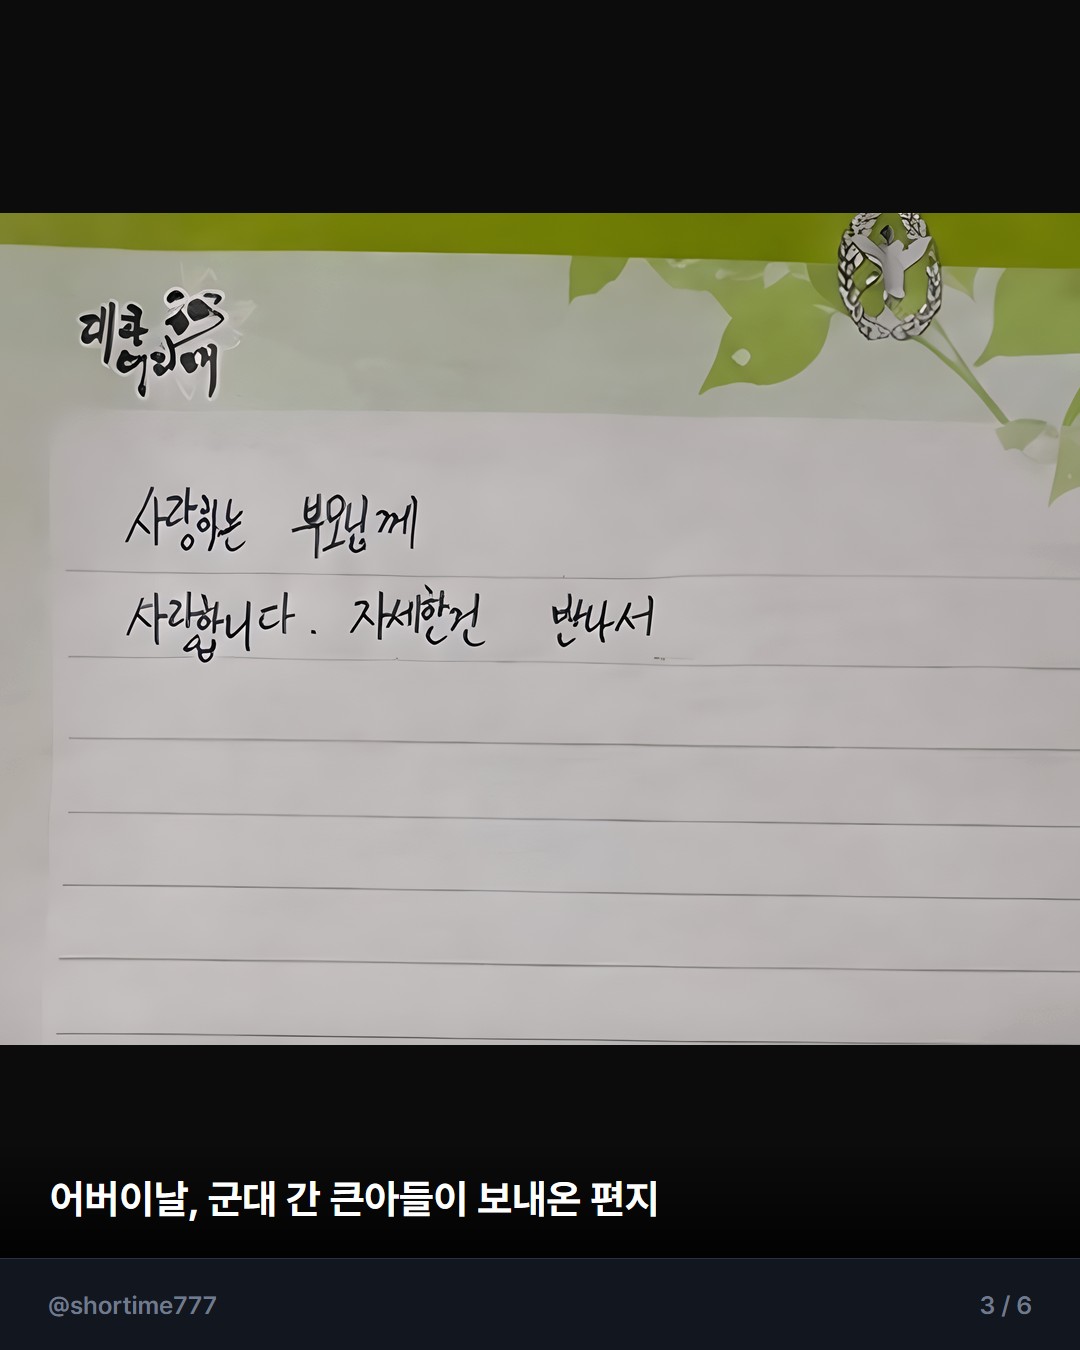 사랑하는 부모님께
사랑합니다. 자세한건 만나서
어버이날, 군대 간 큰아들이 보내온 편지
@shortime777
3 / 6